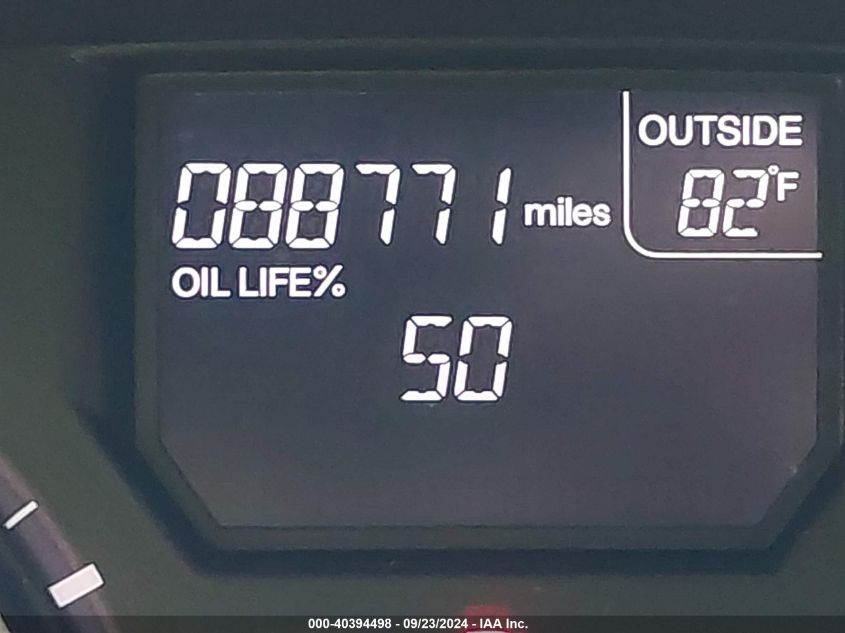 OUTSIDE
82°F
088771 miles
OIL LIFE%
50
000-40394498 - 09/23/2024 - IAA Inc.